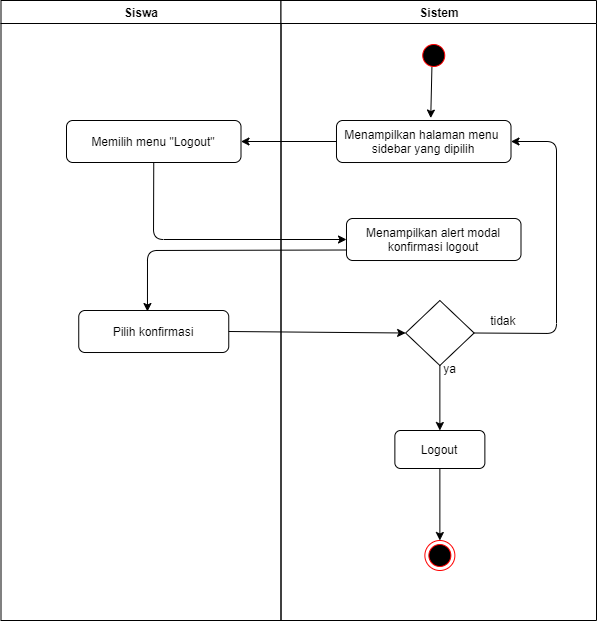 Siswa
Sistem
Menampilkan halaman menu
sidebar yang dipilih
Memilih menu "Logout"
Menampilkan alert modal
konfirmasi logout
Pilih konfirmasi
tidak
ya
Logout